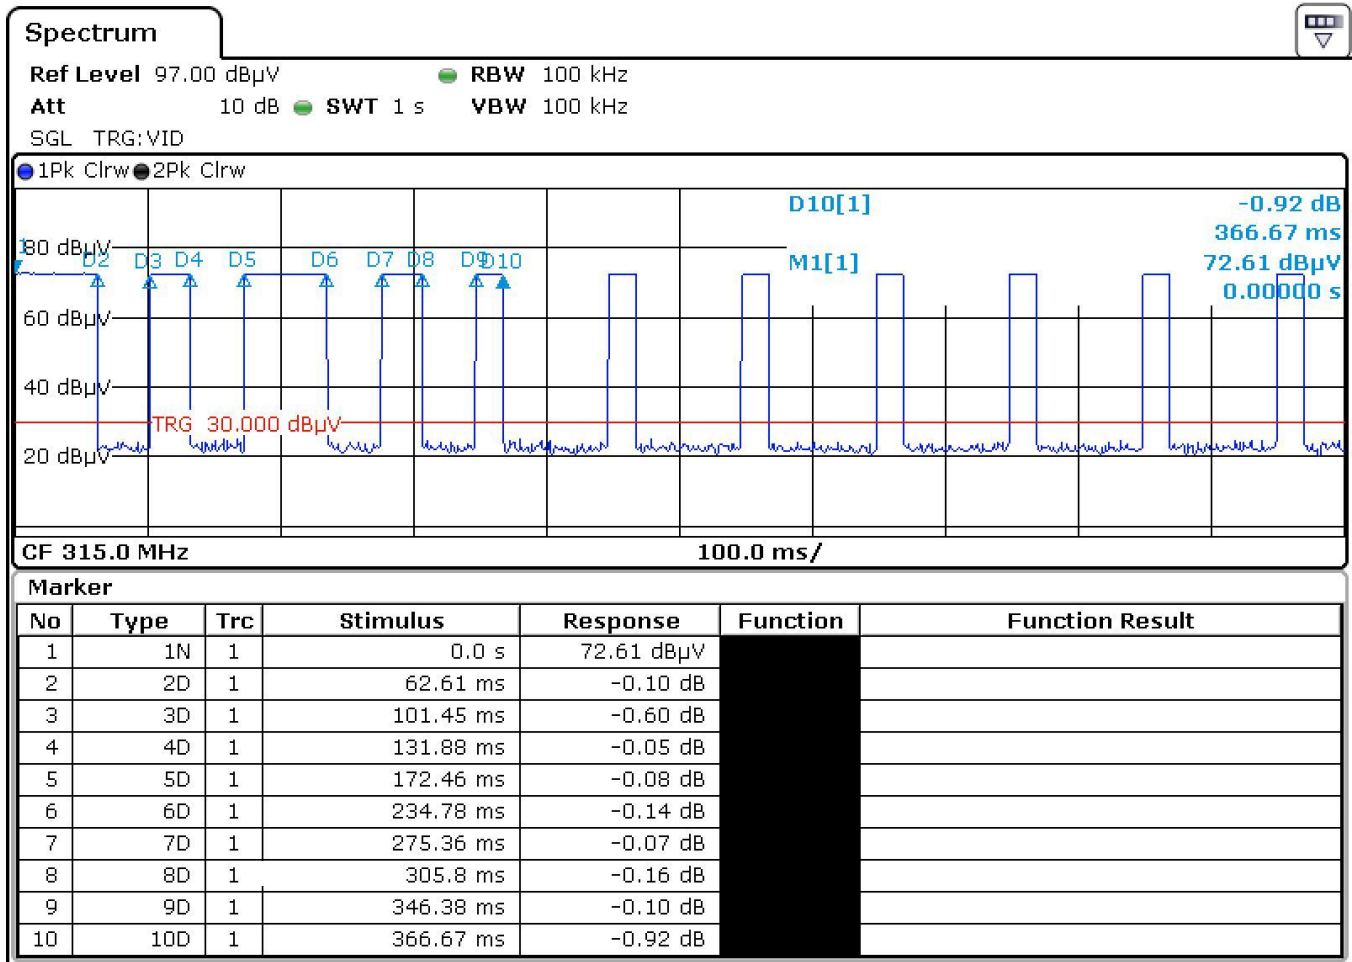 Spectrum
Ref Level 97.00 dBµV RBW 100 kHz
Att 10 dB SWT 1 s VBW 100 kHz
SGL TRG:VID
1Pk Clrw 2Pk Clrw
D10[1] -0.92 dB
366.67 ms
M1[1] 72.61 dBµV
0.00000 s
1
80 dBµV
D2 D3 D4 D5 D6 D7 D8 D9 D10
60 dBµV
40 dBµV
TRG 30.000 dBµV
20 dBµV
CF 315.0 MHz 100.0 ms/
Marker
No Type Trc Stimulus Response Function Function Result
1 1N 1 0.0 s 72.61 dBµV
2 2D 1 62.61 ms -0.10 dB
3 3D 1 101.45 ms -0.60 dB
4 4D 1 131.88 ms -0.05 dB
5 5D 1 172.46 ms -0.08 dB
6 6D 1 234.78 ms -0.14 dB
7 7D 1 275.36 ms -0.07 dB
8 8D 1 305.8 ms -0.16 dB
9 9D 1 346.38 ms -0.10 dB
10 10D 1 366.67 ms -0.92 dB